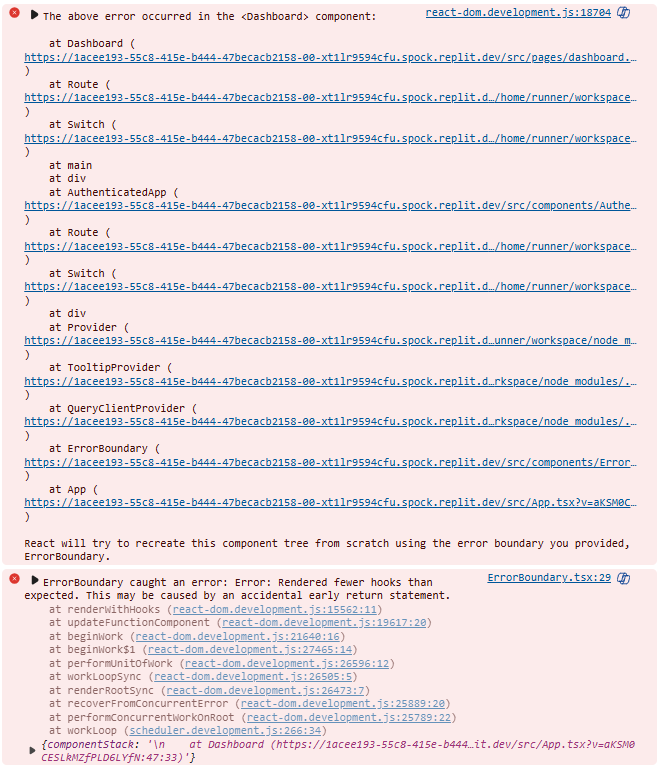 The above error occurred in the <Dashboard> component: react-dom.development.js:18704
at Dashboard (
https://1acee193-55c8-415e-b444-47becacb2158-00-xt1lr9594cfu.spock.replit.dev/src/pages/dashboard.…
)
at Route (
https://1acee193-55c8-415e-b444-47becacb2158-00-xt1lr9594cfu.spock.replit.d…/home/runner/workspace…
)
at Switch (
https://1acee193-55c8-415e-b444-47becacb2158-00-xt1lr9594cfu.spock.replit.d…/home/runner/workspace…
)
at main
at div
at AuthenticatedApp (
https://1acee193-55c8-415e-b444-47becacb2158-00-xt1lr9594cfu.spock.replit.dev/src/components/Authe…
)
at Route (
https://1acee193-55c8-415e-b444-47becacb2158-00-xt1lr9594cfu.spock.replit.d…/home/runner/workspace…
)
at Switch (
https://1acee193-55c8-415e-b444-47becacb2158-00-xt1lr9594cfu.spock.replit.d…/home/runner/workspace…
)
at div
at Provider (
https://1acee193-55c8-415e-b444-47becacb2158-00-xt1lr9594cfu.spock.replit.d…unner/workspace/node_m…
)
at TooltipProvider (
https://1acee193-55c8-415e-b444-47becacb2158-00-xt1lr9594cfu.spock.replit.d…rkspace/node_modules/.…
)
at QueryClientProvider (
https://1acee193-55c8-415e-b444-47becacb2158-00-xt1lr9594cfu.spock.replit.d…rkspace/node_modules/.…
)
at ErrorBoundary (
https://1acee193-55c8-415e-b444-47becacb2158-00-xt1lr9594cfu.spock.replit.dev/src/components/Error…
)
at App (
https://1acee193-55c8-415e-b444-47becacb2158-00-xt1lr9594cfu.spock.replit.dev/src/App.tsx?v=aKSM0C…
)
React will try to recreate this component tree from scratch using the error boundary you provided,
ErrorBoundary.
ErrorBoundary caught an error: Error: Rendered fewer hooks than ErrorBoundary.tsx:29
expected. This may be caused by an accidental early return statement.
at renderWithHooks (react-dom.development.js:15562:11)
at updateFunctionComponent (react-dom.development.js:19617:20)
at beginWork (react-dom.development.js:21640:16)
at beginWork$1 (react-dom.development.js:27465:14)
at performUnitOfWork (react-dom.development.js:26596:12)
at workLoopSync (react-dom.development.js:26505:5)
at renderRootSync (react-dom.development.js:26473:7)
at recoverFromConcurrentError (react-dom.development.js:25889:20)
at performConcurrentWorkOnRoot (react-dom.development.js:25789:22)
at workLoop (scheduler.development.js:266:34)
{componentStack: '\n    at Dashboard (https://1acee193-55c8-415e-b444…it.dev/src/App.tsx?v=aKSM0
CESLkMZfPLD6LYfN:47:33)'}